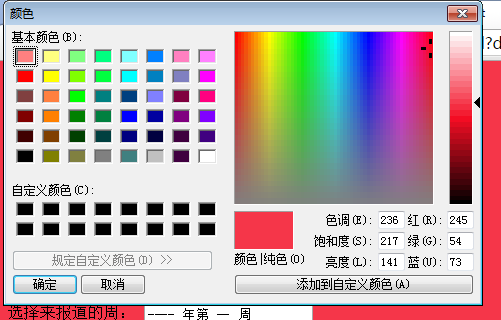 颜色
基本颜色(B):
l?d
自定义颜色(C):
规定自定义颜色(D) >>
确定
取消
颜色|纯色(O)
色调(E): 236
红(R): 245
饱和度(S): 217
绿(G): 54
亮度(L): 141
蓝(U): 73
添加到自定义颜色(A)
选择来报道的周: ---- 年第 -- 周